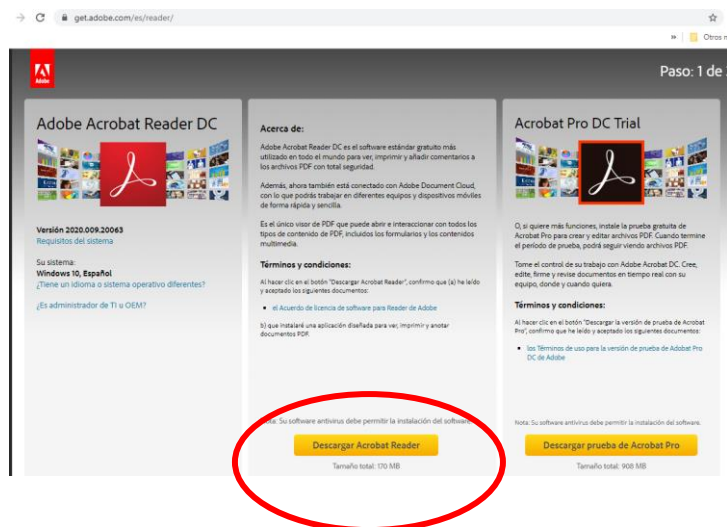 get.adobe.com/es/reader/
Otros
Adobe
Paso: 1 de
Adobe Acrobat Reader DC
Versión 2020.009.20063
Requisitos del sistema
Su sistema:
Windows 10, Español
¿Tiene un idioma o sistema operativo diferentes?
¿Es administrador de TI u OEM?
Acerca de:
Adobe Acrobat Reader DC es el software estándar gratuito más
utilizado en todo el mundo para ver, imprimir y añadir comentarios a
los archivos PDF con total seguridad.
Además, ahora también está conectado con Adobe Document Cloud,
con lo que podrás trabajar en diferentes equipos y dispositivos móviles
de forma rápida y sencilla.
Es el único visor de PDF que puede abrir e interaccionar con todos los
tipos de contenido de PDF, incluidos los formularios y los contenidos
multimedia.
Términos y condiciones:
Al hacer clic en el botón "Descargar Acrobat Reader", confirmo que (a) he leído
y aceptado los siguientes documentos:
el Acuerdo de licencia de software para Reader de Adobe
b) que instalaré una aplicación diseñada para ver, imprimir y anotar
documentos PDF.
Nota: Su software antivirus debe permitir la instalación del software.
Descargar Acrobat Reader
Tamaño total: 170 MB
Acrobat Pro DC Trial
O, si quiere más funciones, instale la prueba gratuita de
Acrobat Pro para crear y editar archivos PDF. Cuando termine
el período de prueba, podrá seguir viendo archivos PDF.
Tome el control de su trabajo con Adobe Acrobat DC. Cree,
edite, firme y revise documentos en tiempo real con su
equipo, donde y cuando quiera.
Términos y condiciones:
Al hacer clic en el botón "Descargar la versión de prueba de Acrobat
Pro", confirmo que he leído y aceptado los siguientes documentos:
los Términos de uso para la versión de prueba de Adobat Pro
DC de Adobe
Nota: Su software antivirus debe permitir la instalación del software.
Descargar prueba de Acrobat Pro
Tamaño total: 908 MB